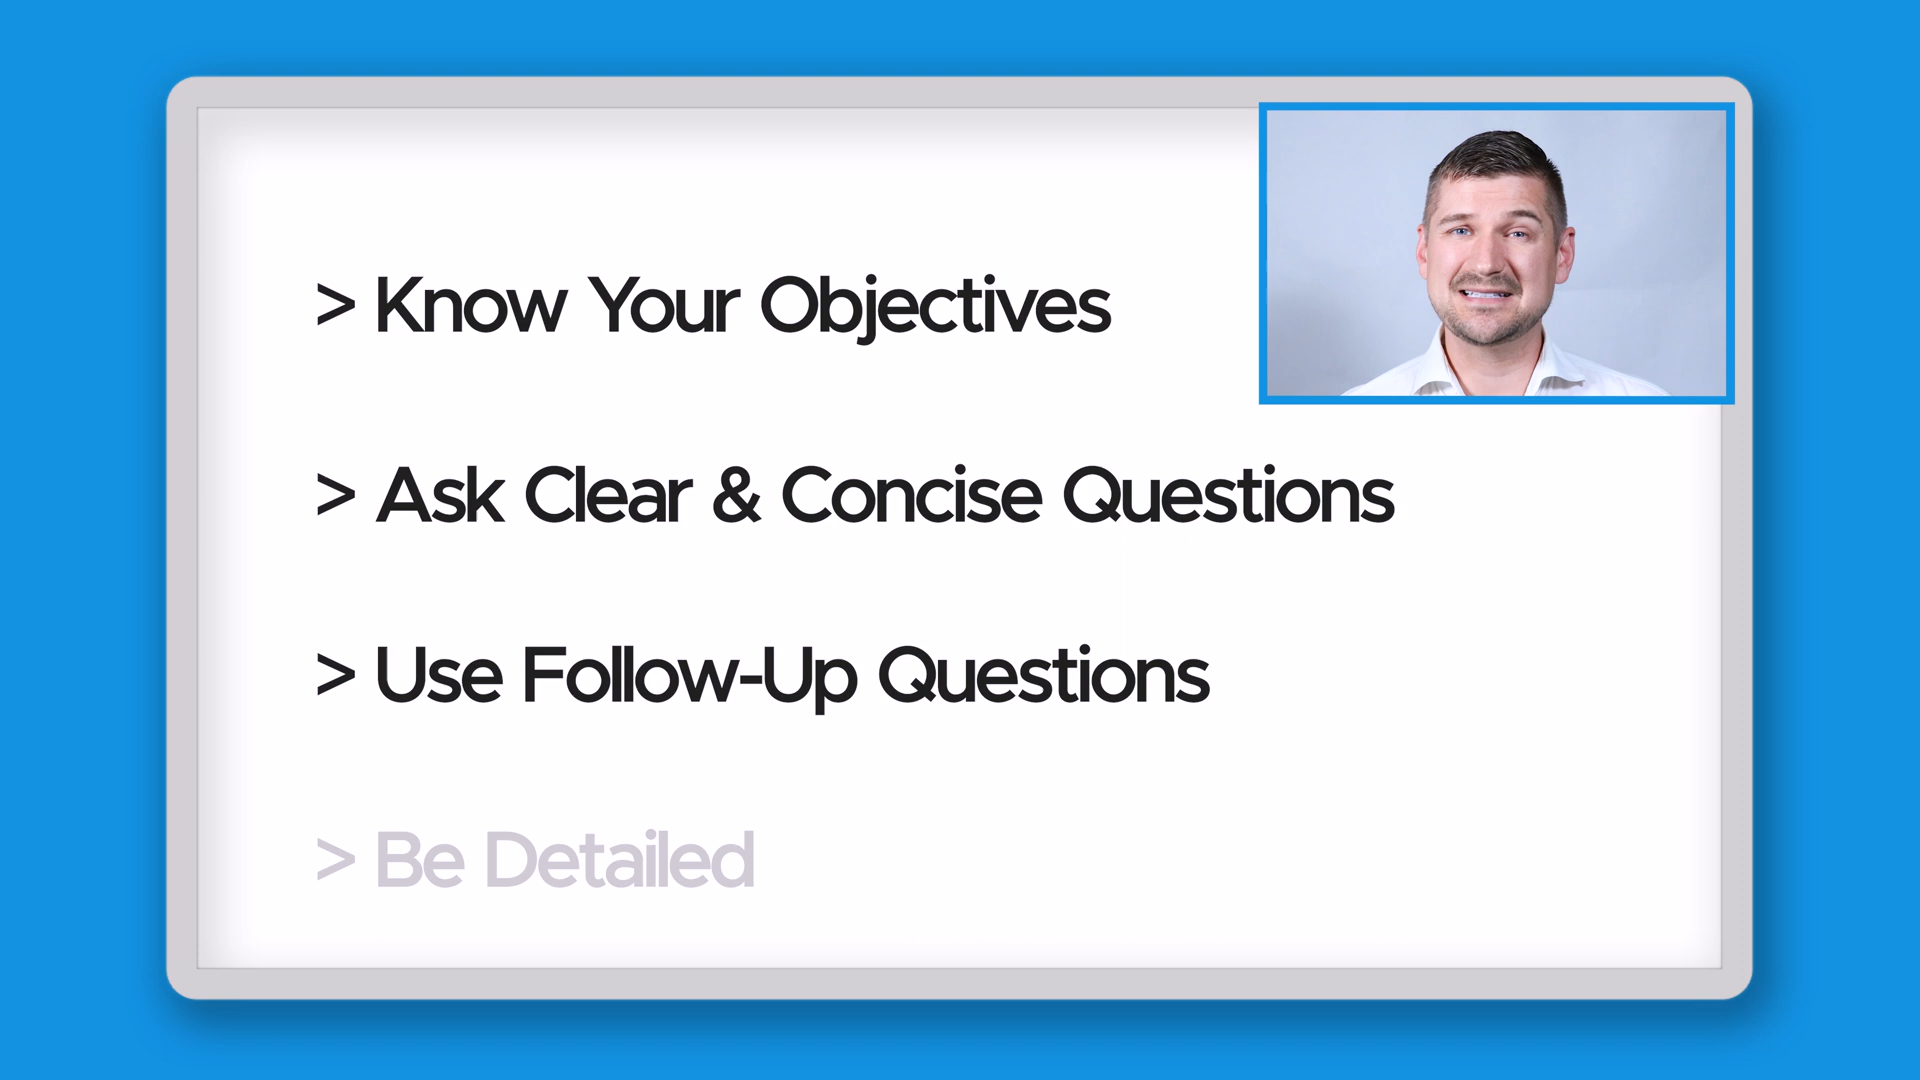 > Know Your Objectives
> Ask Clear & Concise Questions
> Use Follow-Up Questions
> Be Detailed